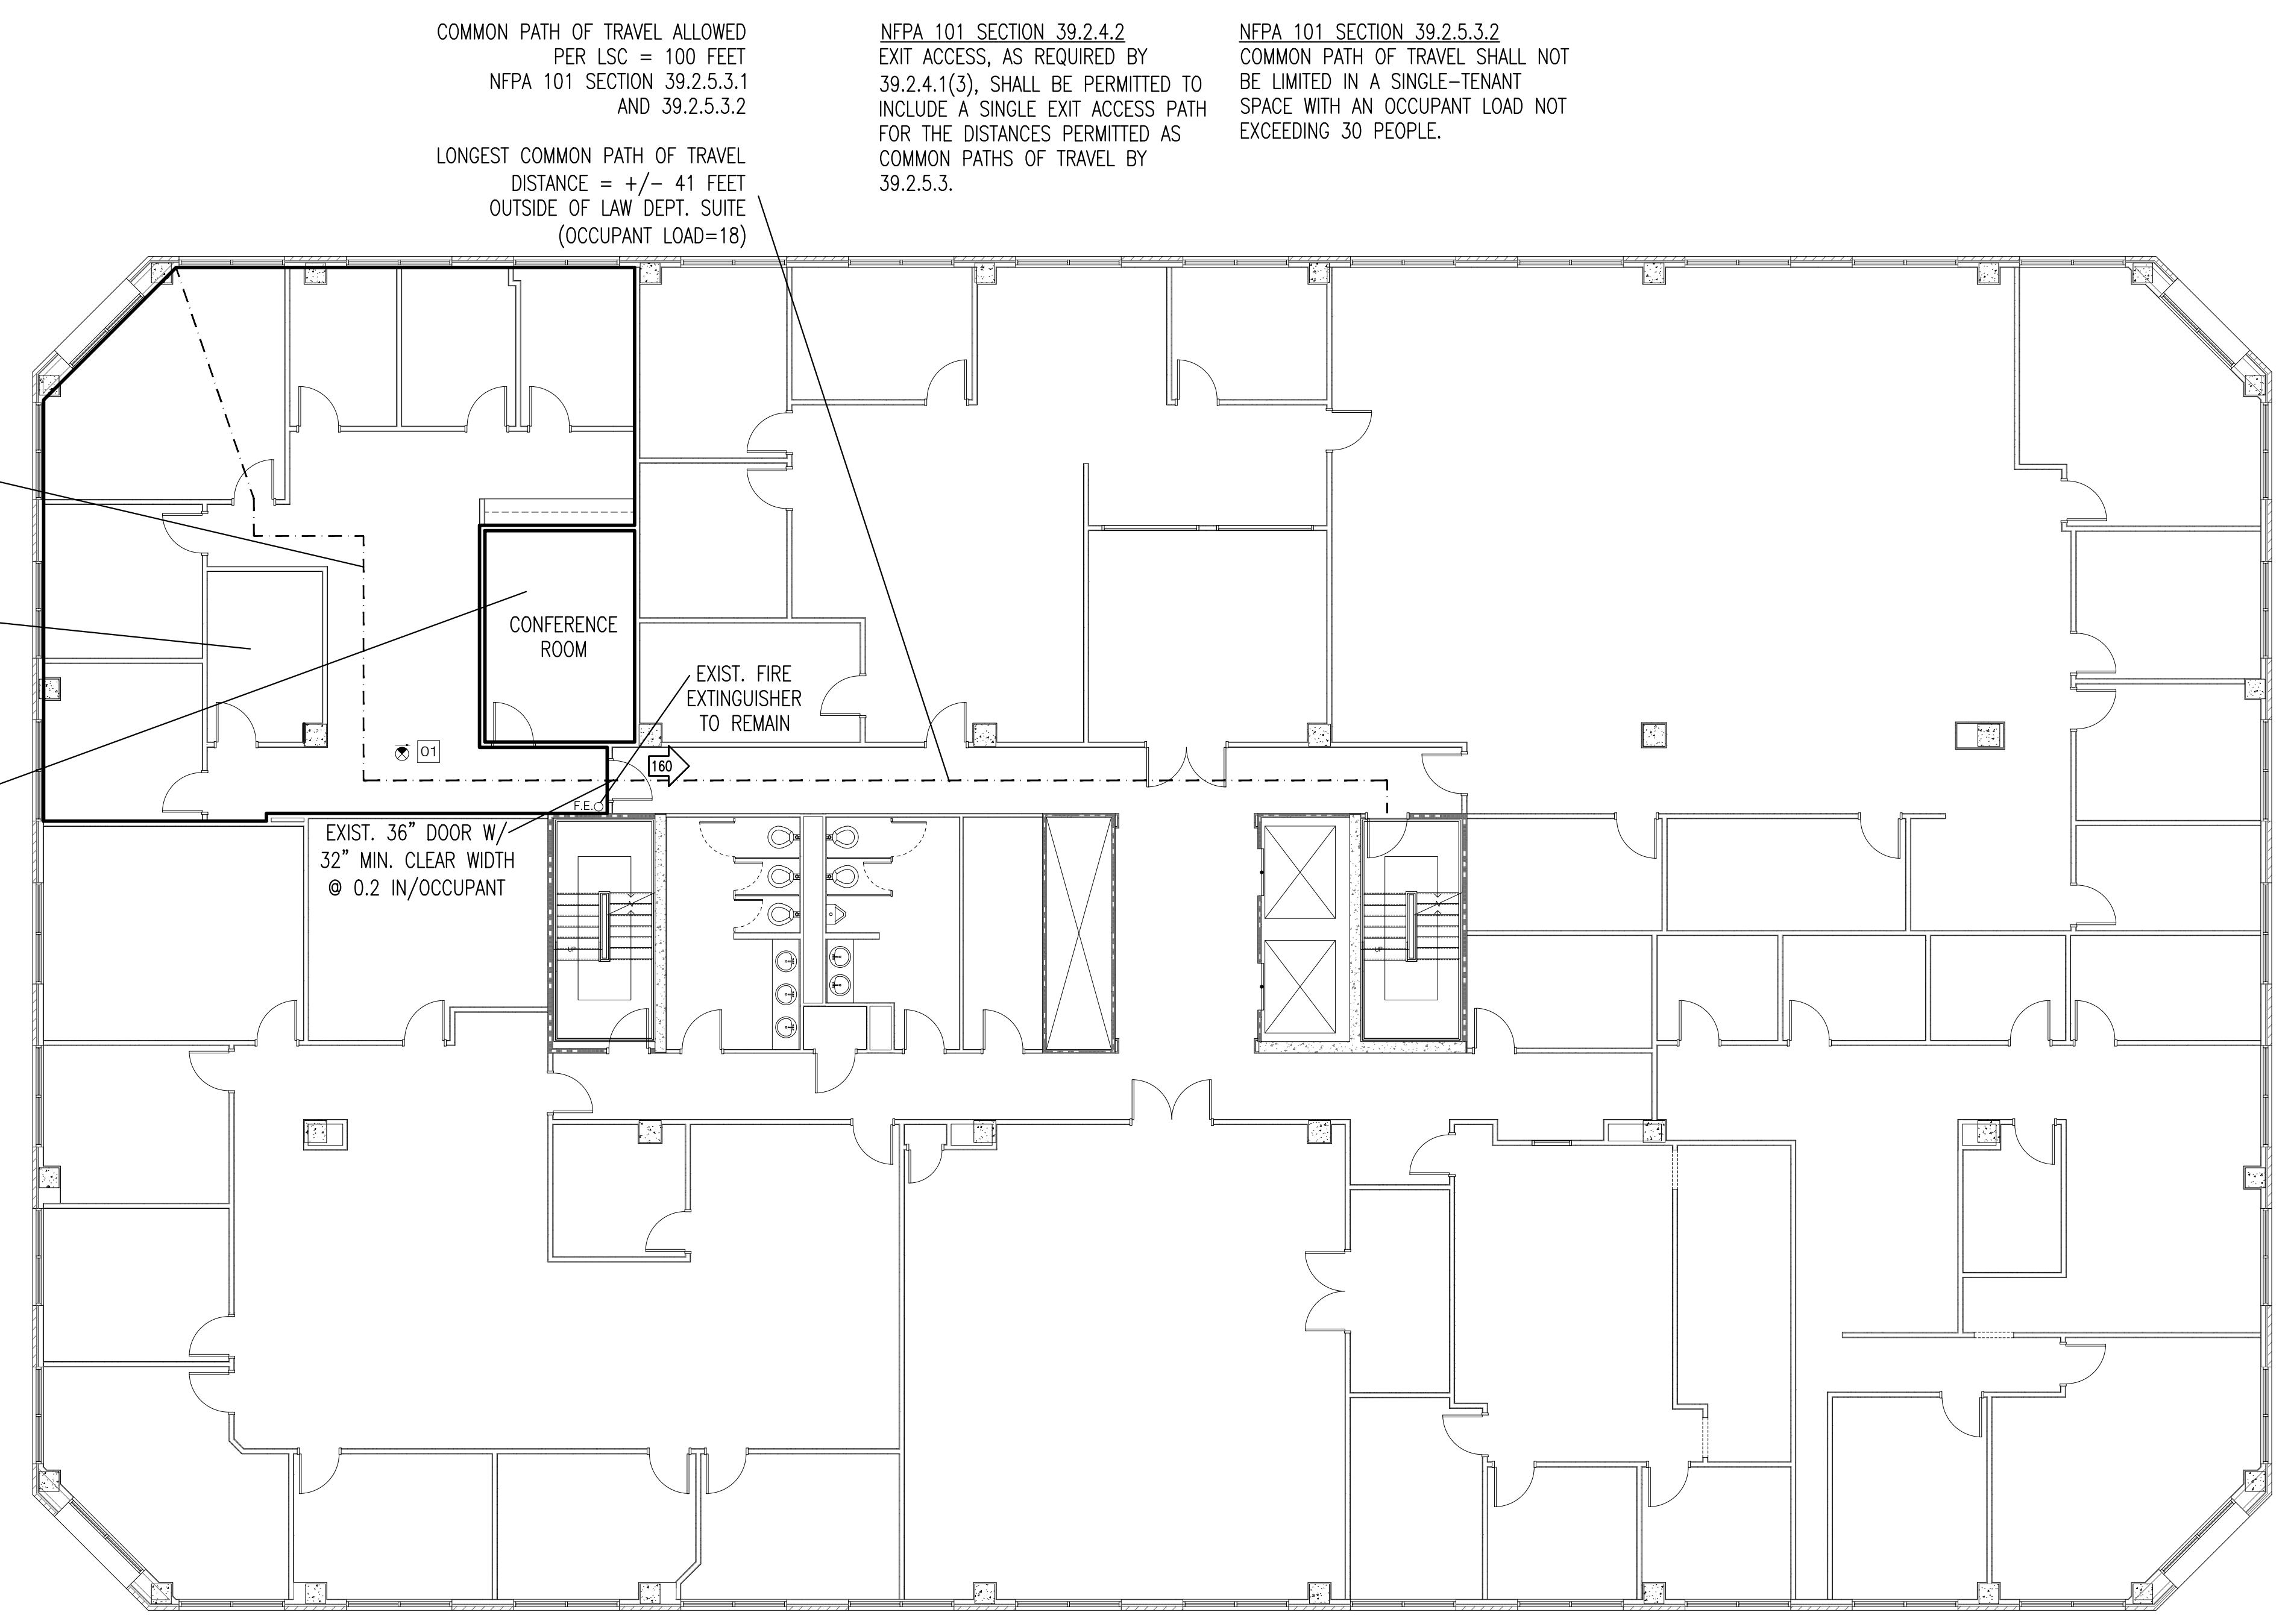 COMMON PATH OF TRAVEL ALLOWED
PER LSC = 100 FEET
NFPA 101 SECTION 39.2.5.3.1
AND 39.2.5.3.2
LONGEST COMMON PATH OF TRAVEL
DISTANCE = +/- 41 FEET
OUTSIDE OF LAW DEPT. SUITE
(OCCUPANT LOAD=18)
NFPA 101 SECTION 39.2.4.2
EXIT ACCESS, AS REQUIRED BY
39.2.4.1(3), SHALL BE PERMITTED TO
INCLUDE A SINGLE EXIT ACCESS PATH
FOR THE DISTANCES PERMITTED AS
COMMON PATHS OF TRAVEL BY
39.2.5.3.
NFPA 101 SECTION 39.2.5.3.2
COMMON PATH OF TRAVEL SHALL NOT
BE LIMITED IN A SINGLE-TENANT
SPACE WITH AN OCCUPANT LOAD NOT
EXCEEDING 30 PEOPLE.
CONFERENCE
ROOM
EXIST. FIRE
EXTINGUISHER
TO REMAIN
01
160
F.E.
EXIST. 36" DOOR W/
32" MIN. CLEAR WIDTH
@ 0.2 IN/OCCUPANT